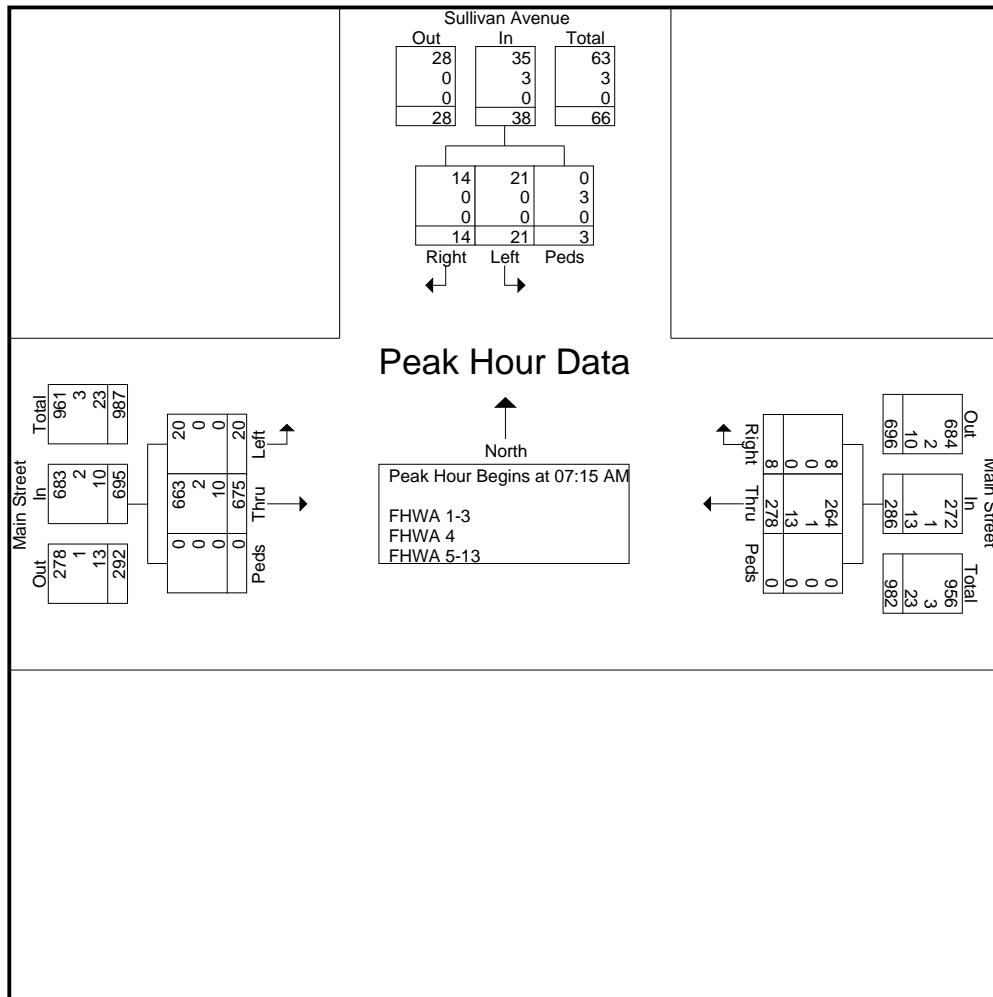 Sullivan Avenue
Out In Total
28 35 63
0 3 3
0 0 0
28 38 66
14 21 0
0 0 3
0 0 0
14 21 3
Right Left Peds
Peak Hour Data
North
Peak Hour Begins at 07:15 AM
FHWA 1-3
FHWA 4
FHWA 5-13
Main Street
Out In Total
278 683 961
1 2 3
13 10 23
292 695 987
Peds Thru Left
0 663 20
0 2 0
0 10 0
0 675 20
Main Street
Out In Total
684 272 956
2 1 3
10 13 23
696 286 982
Right Thru Peds
8 264 0
0 1 0
0 13 0
8 278 0